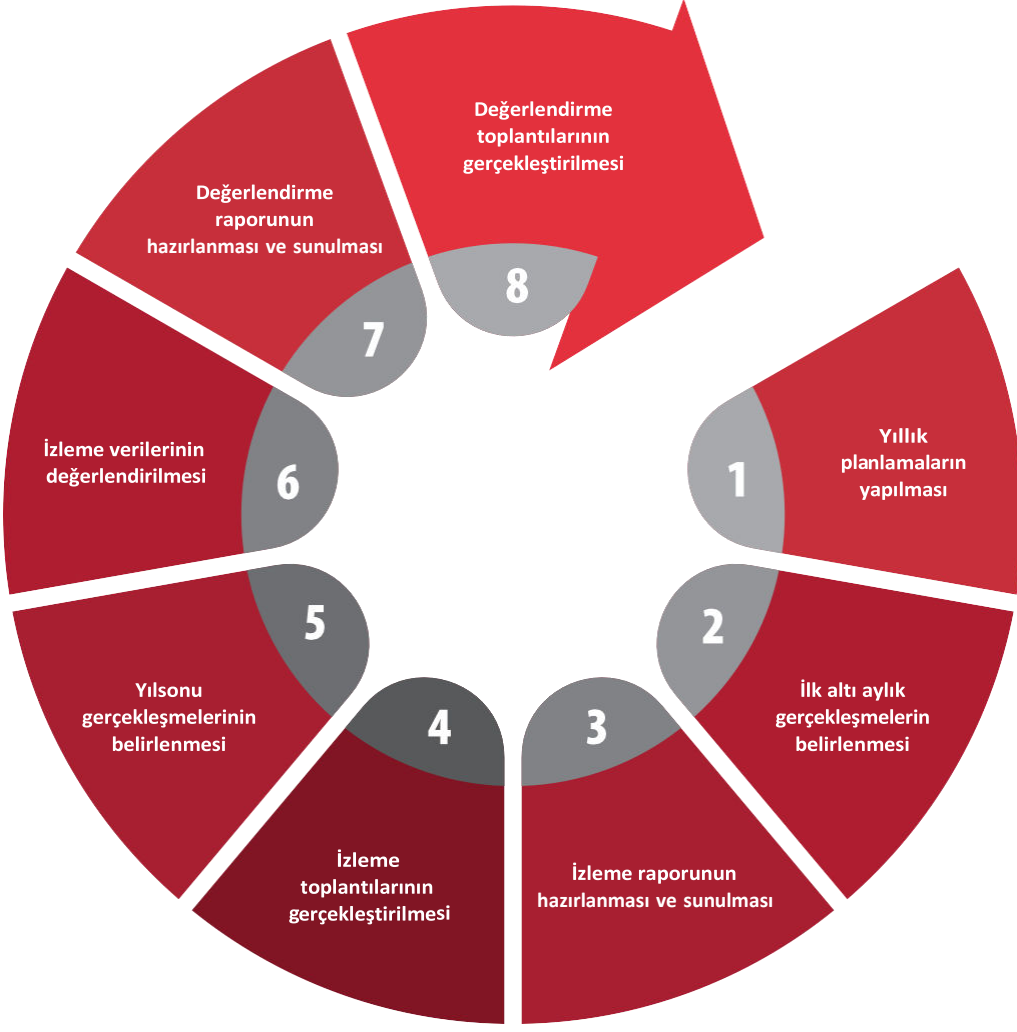 1
Yıllık
planlamaların
yapılması
2
İlk altı aylık
gerçekleşmelerin
belirlenmesi
3
İzleme raporunun
hazırlanması ve sunulması
4
İzleme
toplantılarının
gerçekleştirilmesi
5
Yılsonu
gerçekleşmelerinin
belirlenmesi
6
İzleme verilerinin
değerlendirilmesi
7
Değerlendirme
raporunun
hazırlanması ve sunulması
8
Değerlendirme
toplantılarının
gerçekleştirilmesi